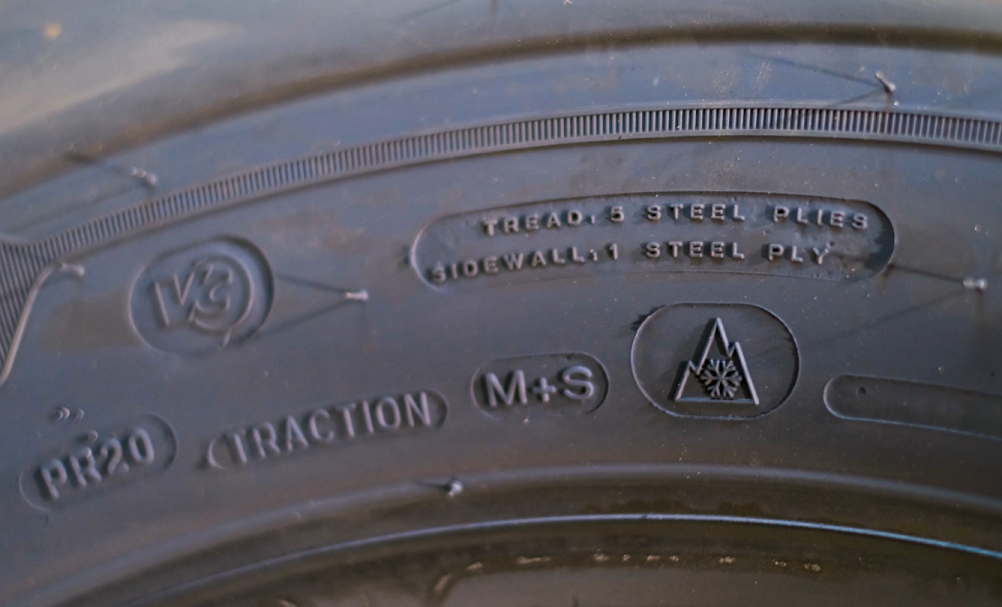 TREAD: 5 STEEL PLIES
SIDEWALL: 1 STEEL PLY
PR20 TRACTION M+S